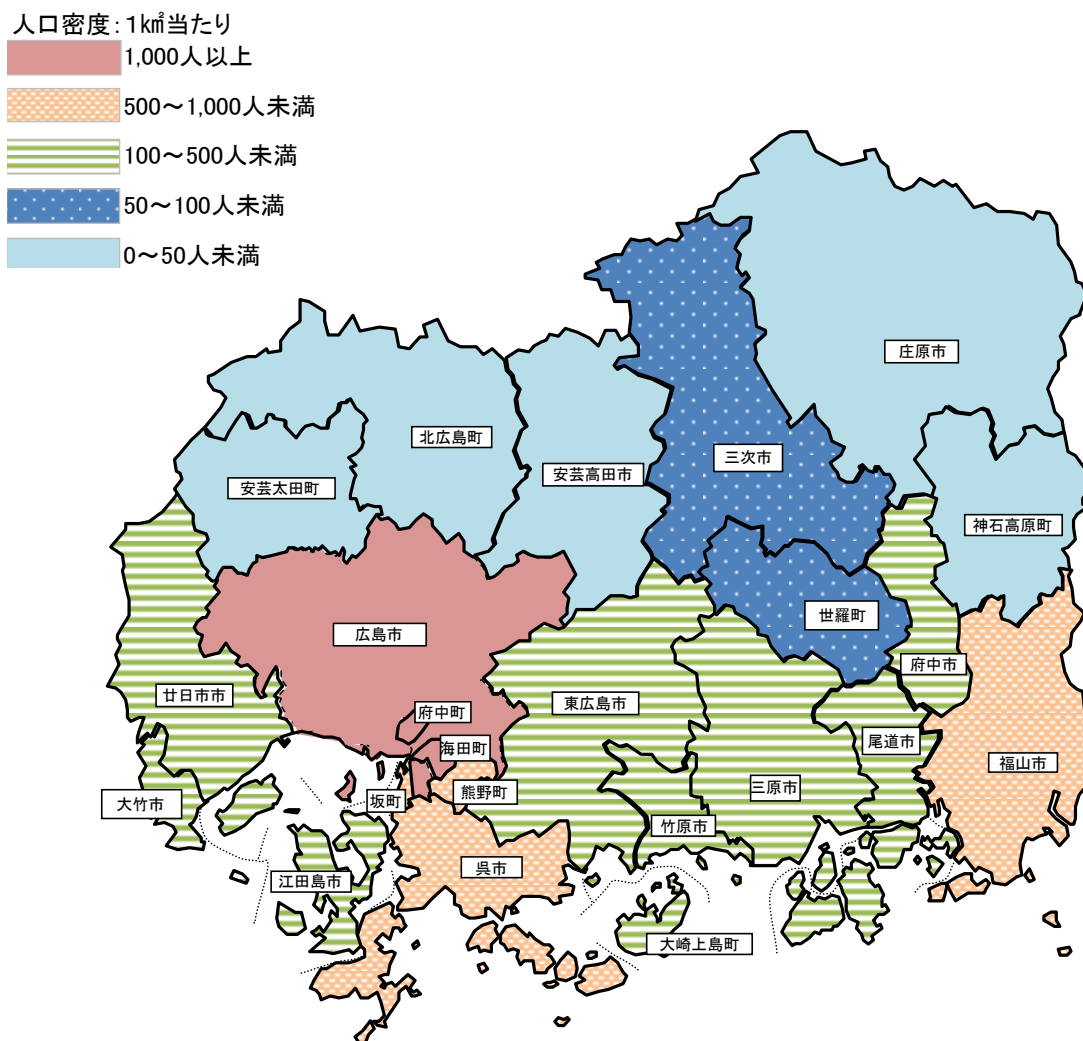 人口密度：1k㎡当たり
1,000人以上
500～1,000人未満
100～500人未満
50～100人未満
0～50人未満
庄原市
北広島町
三次市
安芸高田市
安芸太田町
神石高原町
世羅町
広島市
府中市
廿日市市
東広島市
府中町
尾道市
海田町
福山市
三原市
熊野町
坂町
大竹市
竹原市
呉市
江田島市
大崎上島町